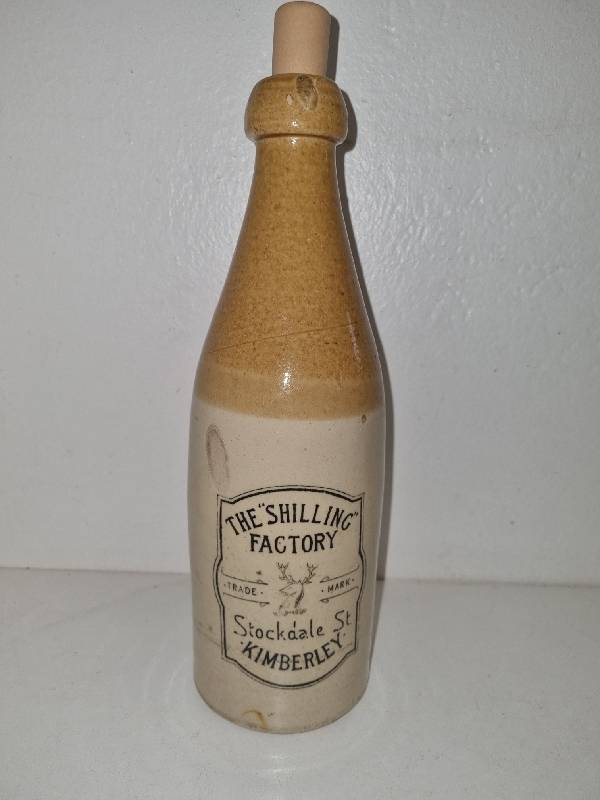 THE "SHILLING"
FACTORY
· TRADE · · MARK ·
Stockdale St
· KIMBERLEY ·